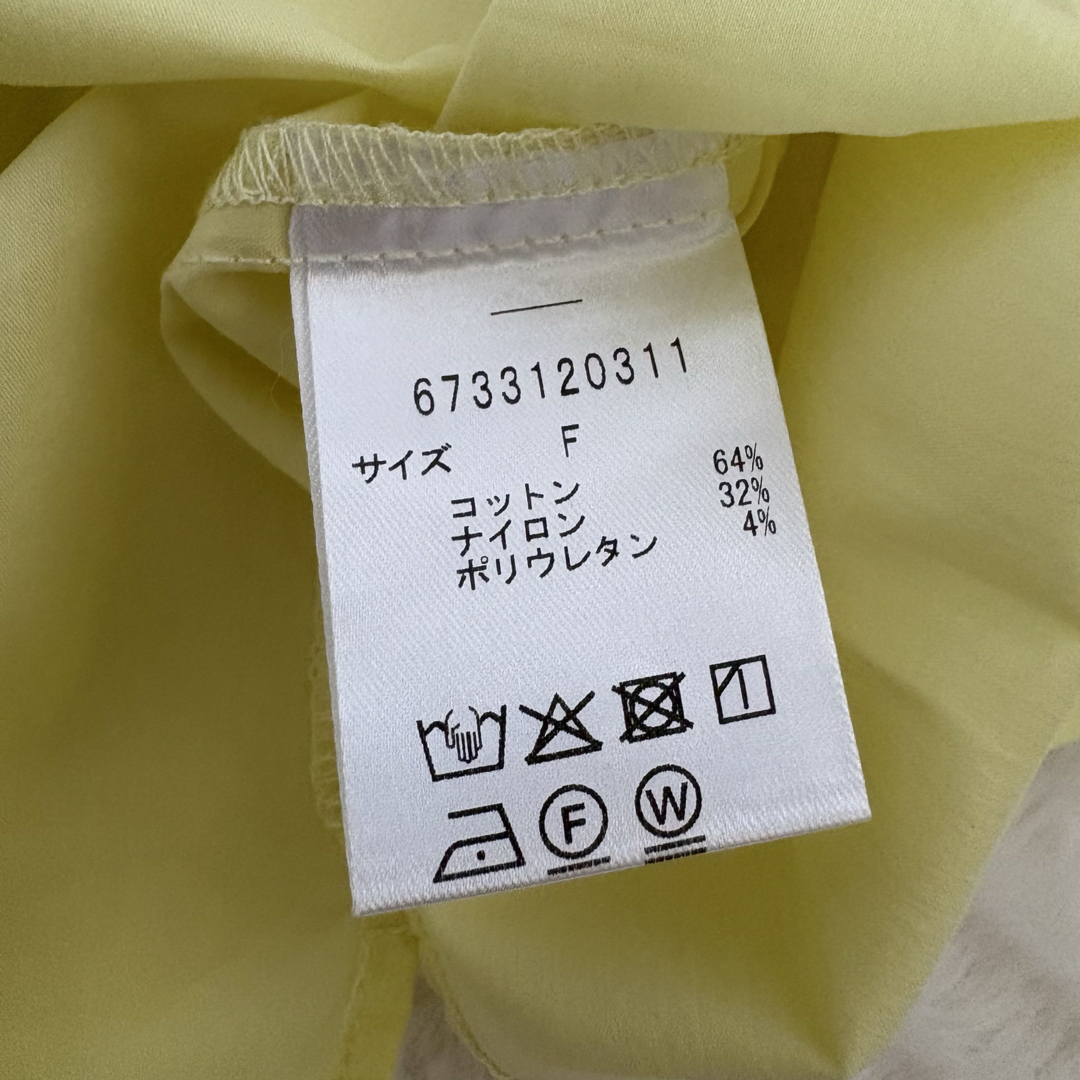 6733120311
サイズ F
コットン 64%
ナイロン 32%
ポリウレタン 4%
F W